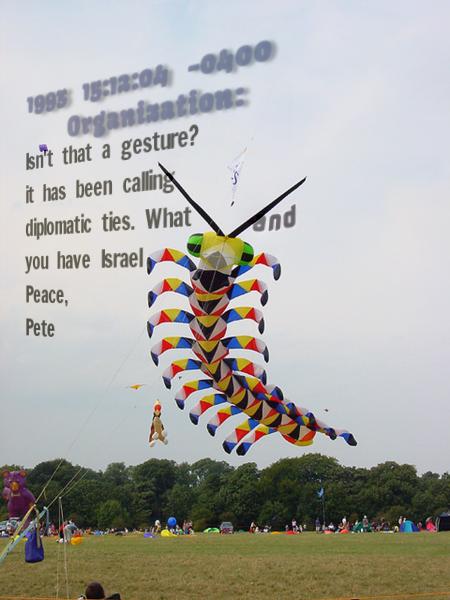 1993 15:12:04 -0400
Organization:
Isn't that a gesture?
it has been calling
diplomatic ties. What and
you have Israel
Peace,
Pete